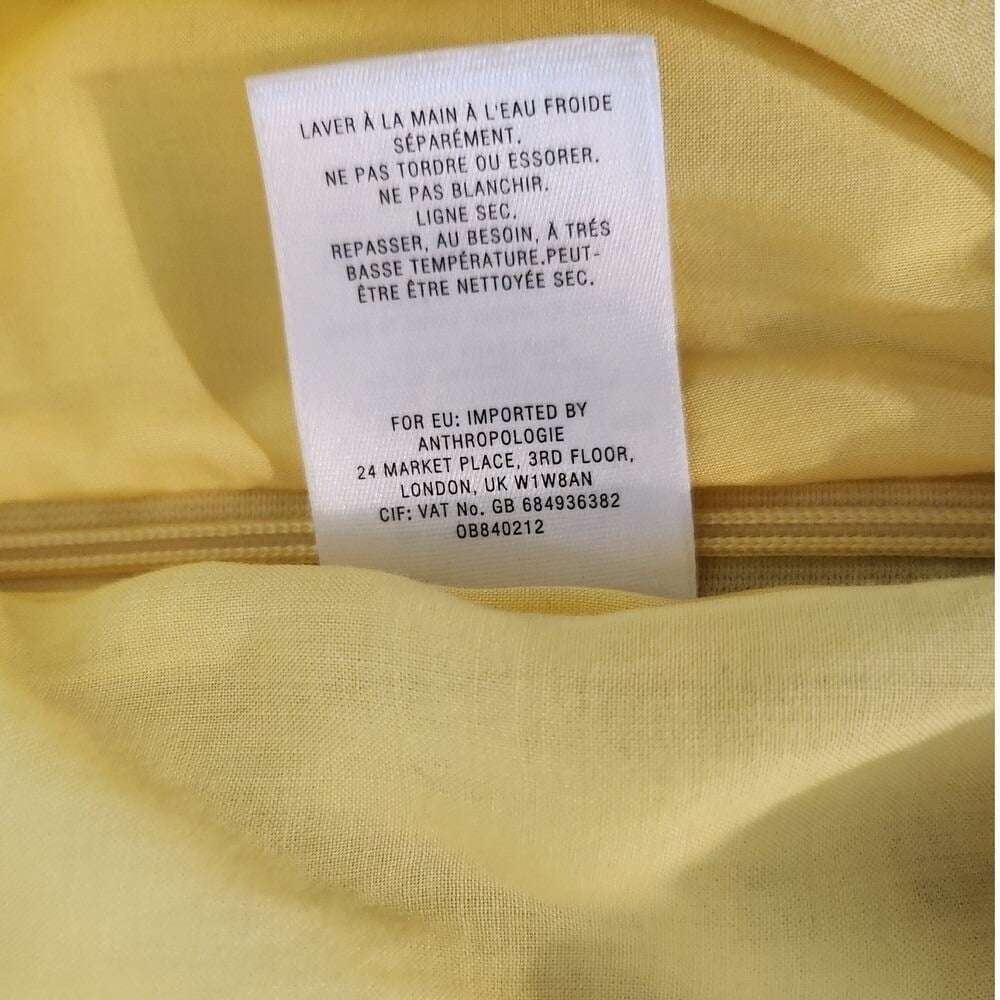 LAVER À LA MAIN À L'EAU FROIDE
SÉPARÉMENT.
NE PAS TORDRE OU ESSORER.
NE PAS BLANCHIR.
LIGNE SEC.
REPASSER, AU BESOIN, À TRÉS
BASSE TEMPÉRATURE.PEUT-
ÊTRE ÊTRE NETTOYÉE SEC.
FOR EU: IMPORTED BY
ANTHROPOLOGIE
24 MARKET PLACE, 3RD FLOOR,
LONDON, UK W1W8AN
CIF: VAT No. GB 684936382
OB840212